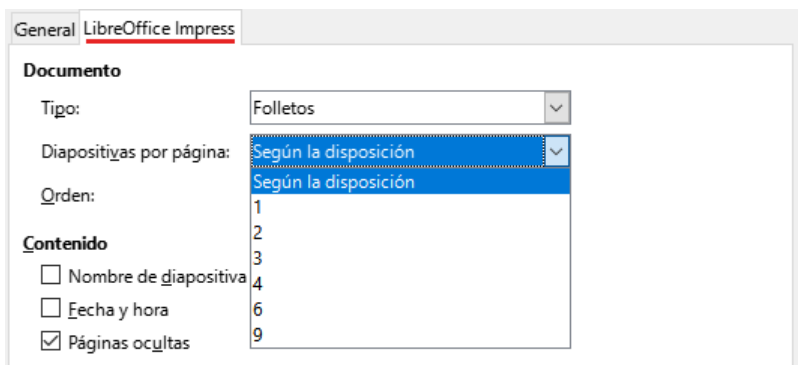 General LibreOffice Impress
Documento
Tipo: Folletos
Diapositivas por página: Según la disposición
Según la disposición
Orden:
1
2
Contenido
3
Nombre de diapositiva
4
Fecha y hora
6
Páginas ocultas
9